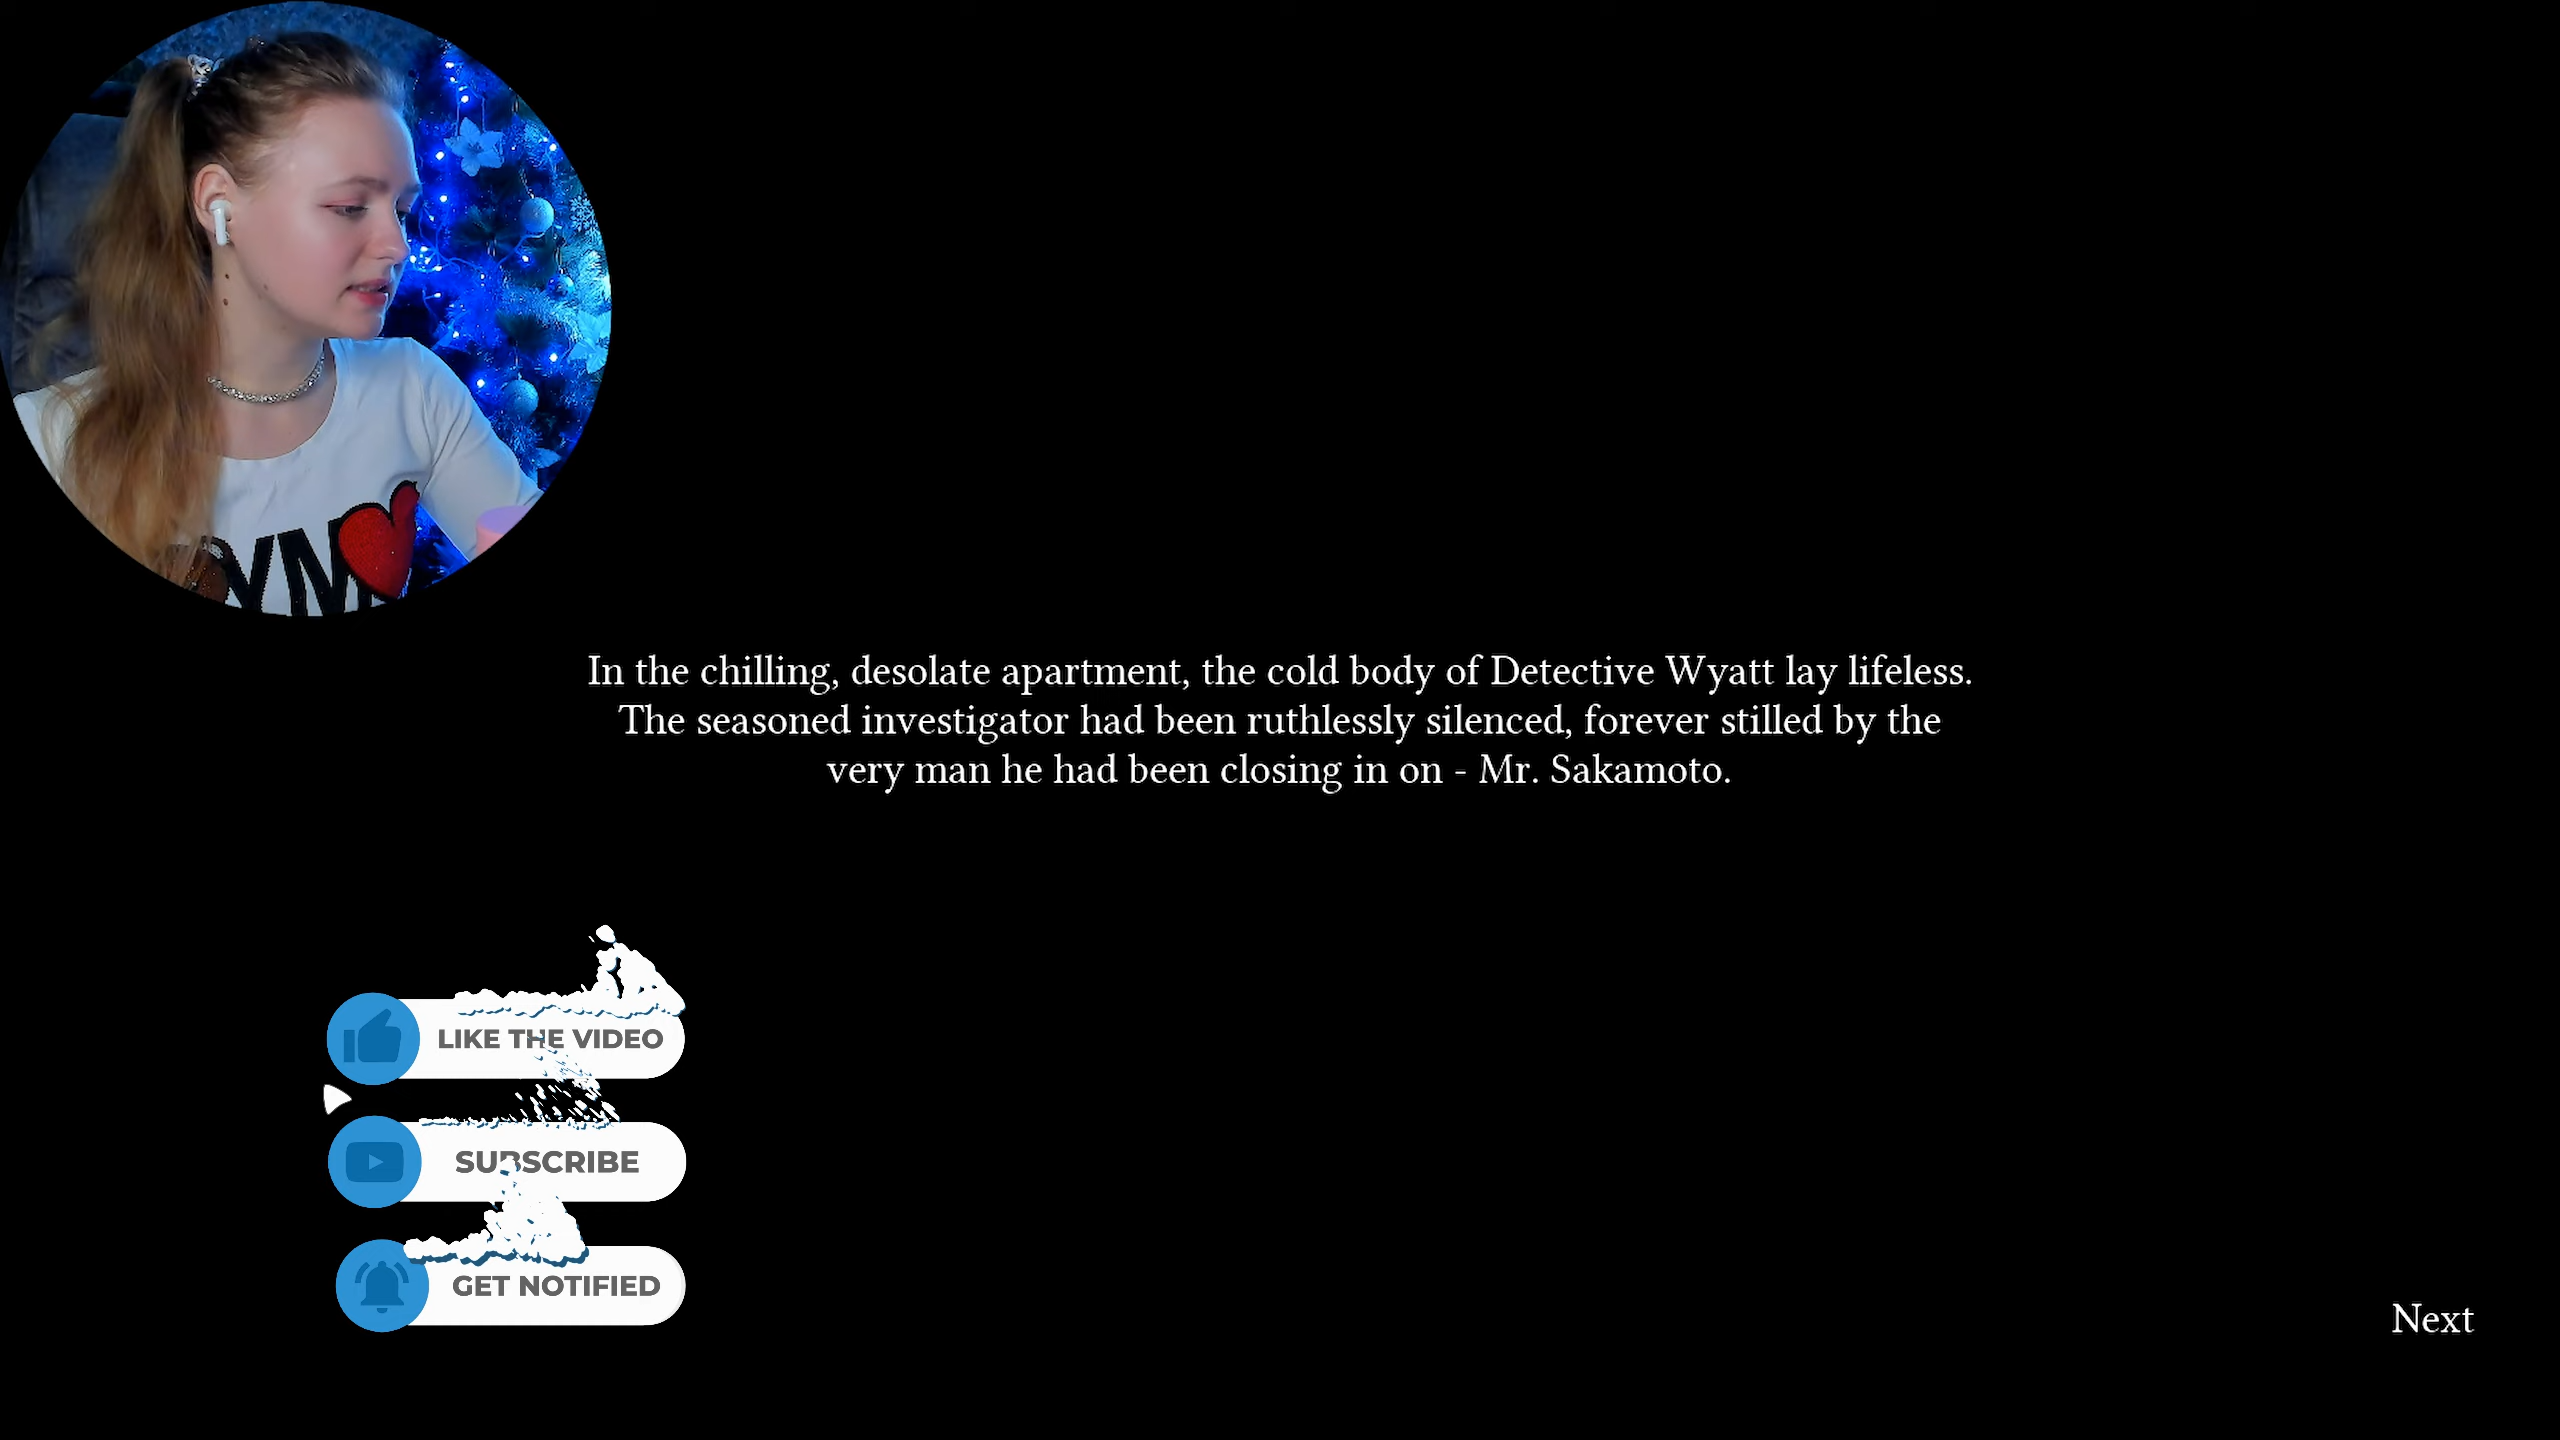 YM
In the chilling, desolate apartment, the cold body of Detective Wyatt lay lifeless.
The seasoned investigator had been ruthlessly silenced, forever stilled by the
very man he had been closing in on - Mr. Sakamoto.
LIKE THE VIDEO
SUBSCRIBE
GET NOTIFIED
Next